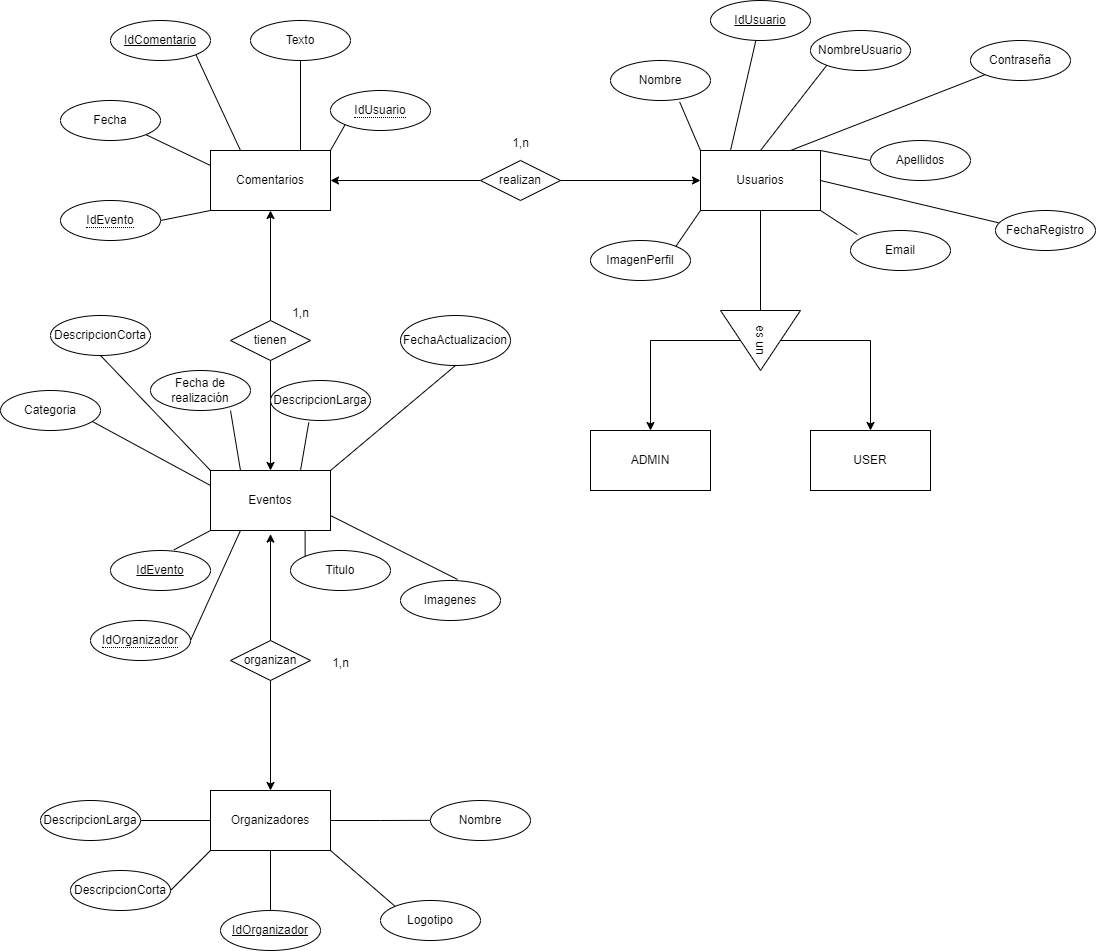 IdUsuario
IdComentario
Texto
NombreUsuario
Contraseña
Nombre
IdUsuario
Fecha
1,n
Apellidos
Comentarios
realizan
Usuarios
IdEvento
FechaRegistro
Email
ImagenPerfil
1,n
DescripcionCorta
tienen
FechaActualizacion
es un
Fecha de
realización
DescripcionLarga
Categoria
ADMIN
USER
Eventos
IdEvento
Titulo
Imagenes
IdOrganizador
organizan
1,n
DescripcionLarga
Organizadores
Nombre
DescripcionCorta
Logotipo
IdOrganizador